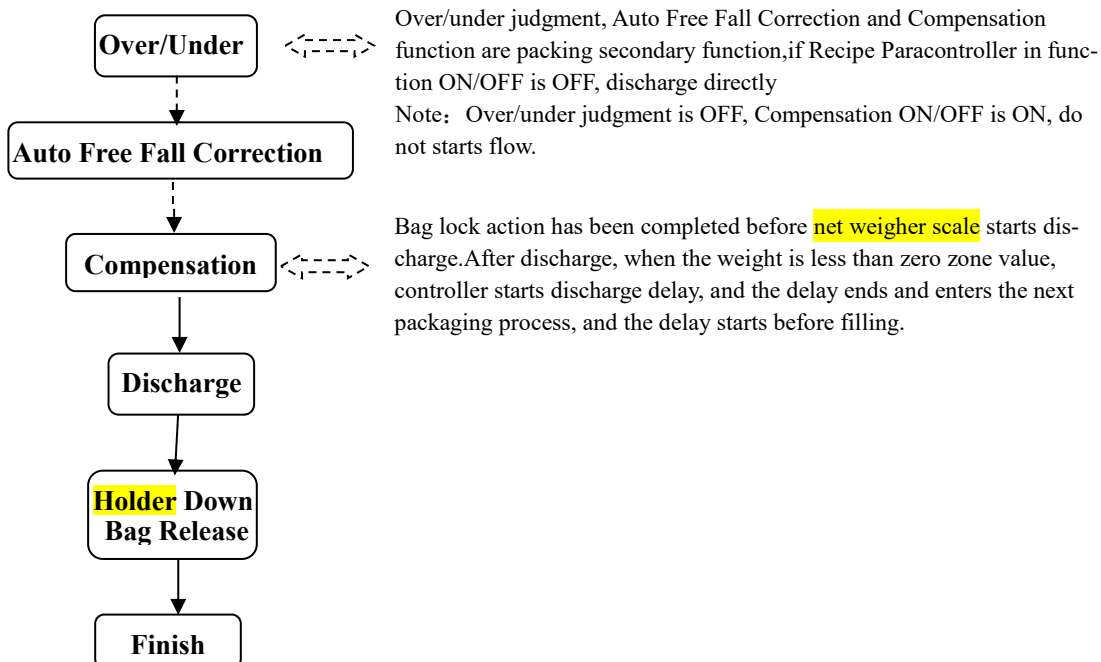 Over/Under
Over/under judgment, Auto Free Fall Correction and Compensation
function are packing secondary function,if Recipe Paracontroller in func-
tion ON/OFF is OFF, discharge directly
Note：Over/under judgment is OFF, Compensation ON/OFF is ON, do
not starts flow.
Auto Free Fall Correction
Compensation
Bag lock action has been completed before net weigher scale starts dis-
charge.After discharge, when the weight is less than zero zone value,
controller starts discharge delay, and the delay ends and enters the next
packaging process, and the delay starts before filling.
Discharge
Holder Down
Bag Release
Finish